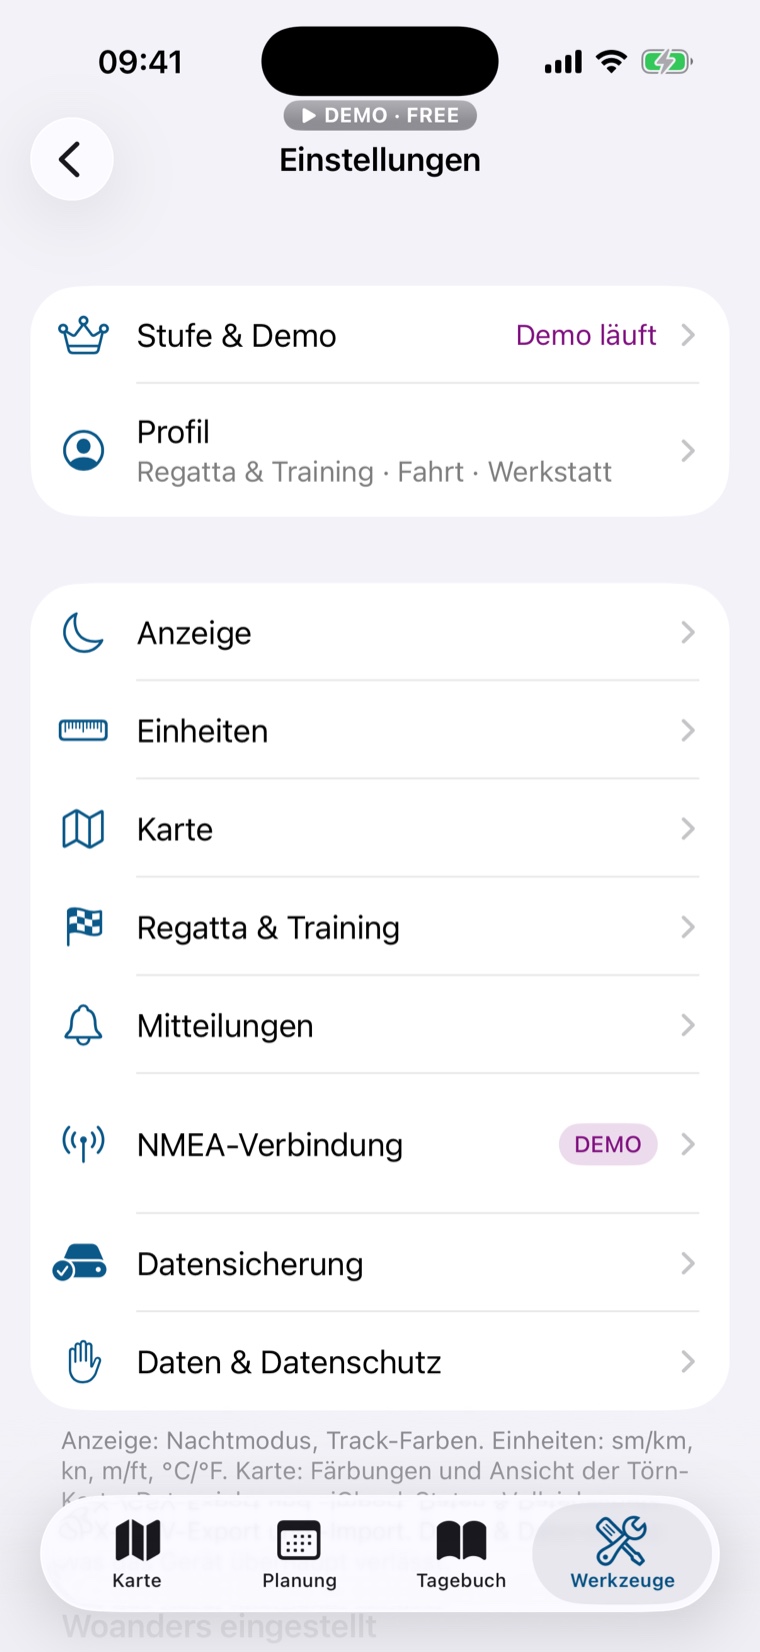 09:41
DEMO · FREE
Einstellungen
Stufe & Demo
Demo läuft
Profil
Regatta & Training · Fahrt · Werkstatt
Anzeige
Einheiten
Karte
Regatta & Training
Mitteilungen
NMEA-Verbindung
DEMO
Datensicherung
Daten & Datenschutz
Anzeige: Nachtmodus, Track-Farben. Einheiten: sm/km,
kn, m/ft, °C/°F. Karte: Färbungen und Ansicht der Törn-
Karte
Planung
Tagebuch
Werkzeuge
Woanders eingestellt